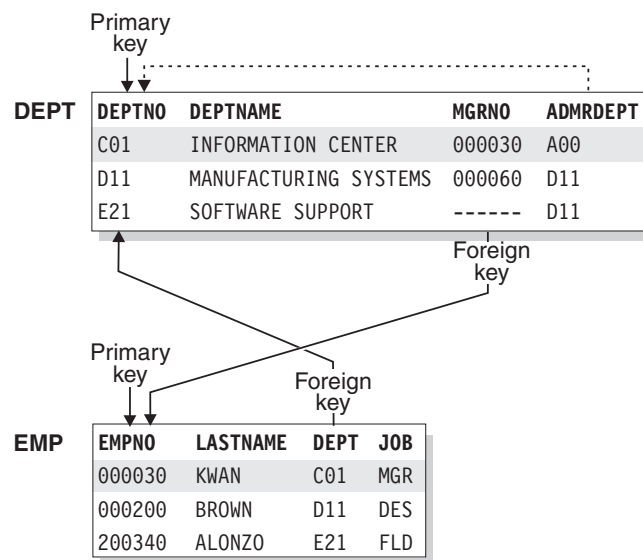 Primary
key
DEPT
DEPTNO DEPTNAME MGRNO ADMRDEPT
C01 INFORMATION CENTER 000030 A00
D11 MANUFACTURING SYSTEMS 000060 D11
E21 SOFTWARE SUPPORT ------ D11
Foreign
key
Primary
key
Foreign
key
EMP
EMPNO LASTNAME DEPT JOB
000030 KWAN C01 MGR
000200 BROWN D11 DES
200340 ALONZO E21 FLD